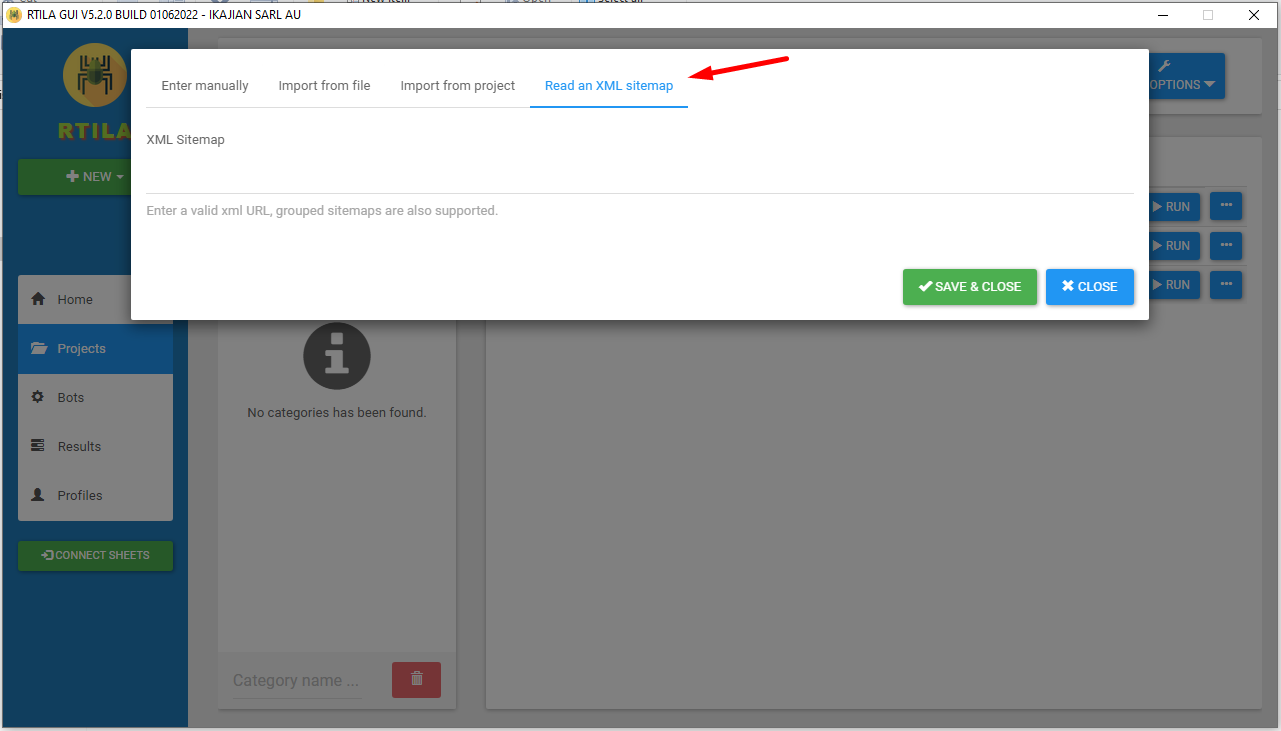 RTILA GUI V5.2.0 BUILD 01062022 - IKAJIAN SARL AU
Enter manually
Import from file
Import from project
Read an XML sitemap
OPTIONS
RTILA
XML Sitemap
NEW
Enter a valid xml URL, grouped sitemaps are also supported.
RUN
RUN
RUN
SAVE & CLOSE
CLOSE
Home
Projects
Bots
Results
Profiles
CONNECT SHEETS
No categories has been found.
Category name ...